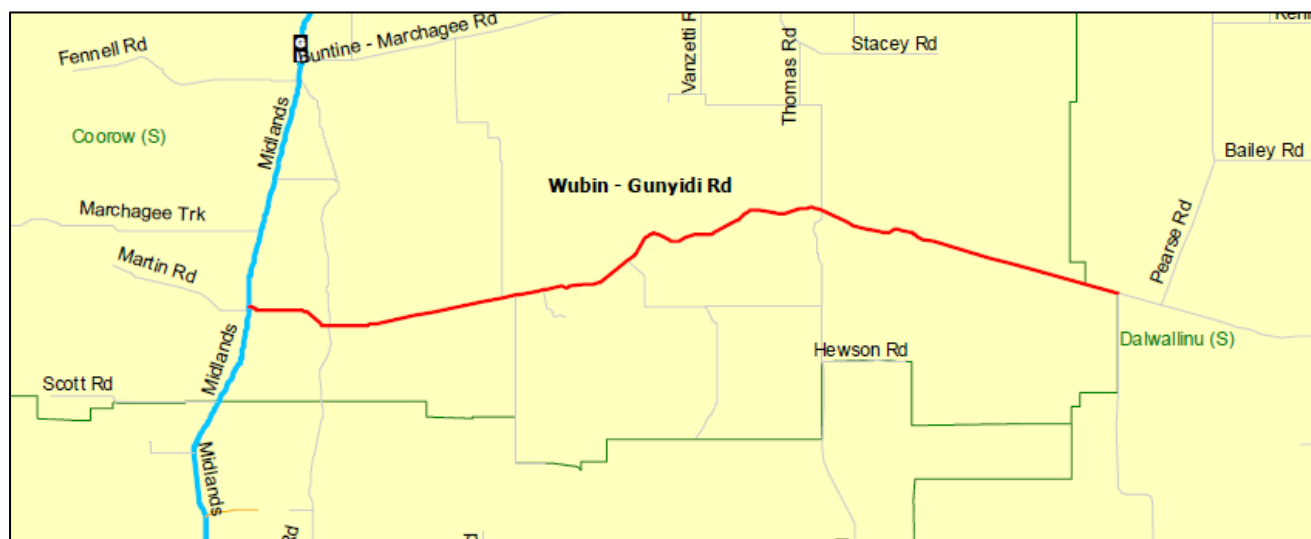 Fennell Rd
Buntine - Marchagee Rd
Vanzetti R
Thomas Rd
Stacey Rd
Coorow (S)
Midlands
Bailey Rd
Wubin - Gunyidi Rd
Marchagee Trk
Pearse Rd
Martin Rd
Midlands
Hewson Rd
Dalwallinu (S)
Scott Rd
Midlands
Rd